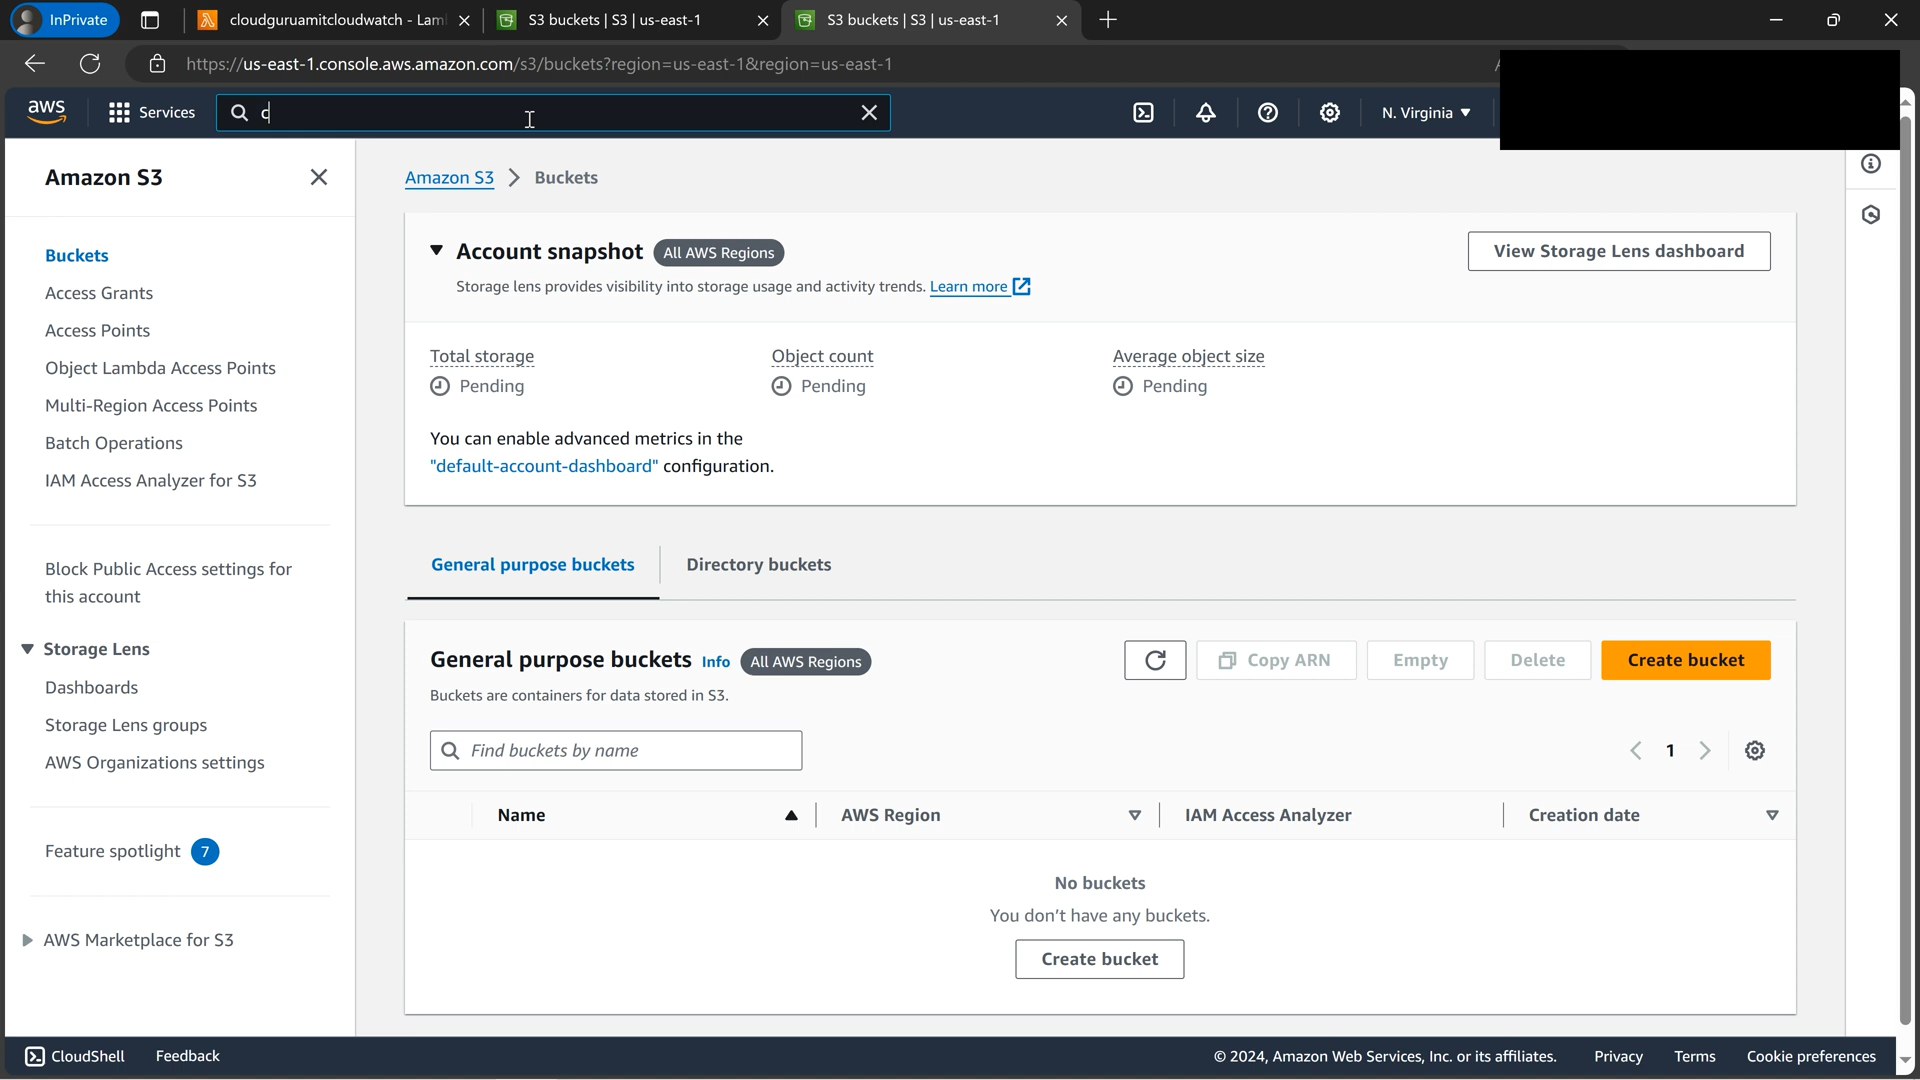 InPrivate
cloudguruamitcloudwatch - Lam
S3 buckets | S3 | us-east-1
S3 buckets | S3 | us-east-1
https://us-east-1.console.aws.amazon.com/s3/buckets?region=us-east-1&region=us-east-1
aws
Services
c
N. Virginia
Amazon S3
Buckets
Access Grants
Access Points
Object Lambda Access Points
Multi-Region Access Points
Batch Operations
IAM Access Analyzer for S3
Block Public Access settings for
this account
Storage Lens
Dashboards
Storage Lens groups
AWS Organizations settings
Feature spotlight 7
AWS Marketplace for S3
Amazon S3 > Buckets
Account snapshot All AWS Regions
View Storage Lens dashboard
Storage lens provides visibility into storage usage and activity trends. Learn more
Total storage
Pending
Object count
Pending
Average object size
Pending
You can enable advanced metrics in the
"default-account-dashboard" configuration.
General purpose buckets
Directory buckets
General purpose buckets Info All AWS Regions
Copy ARN
Empty
Delete
Create bucket
Buckets are containers for data stored in S3.
Find buckets by name
1
Name
AWS Region
IAM Access Analyzer
Creation date
No buckets
You don't have any buckets.
Create bucket
CloudShell
Feedback
© 2024, Amazon Web Services, Inc. or its affiliates.
Privacy
Terms
Cookie preferences